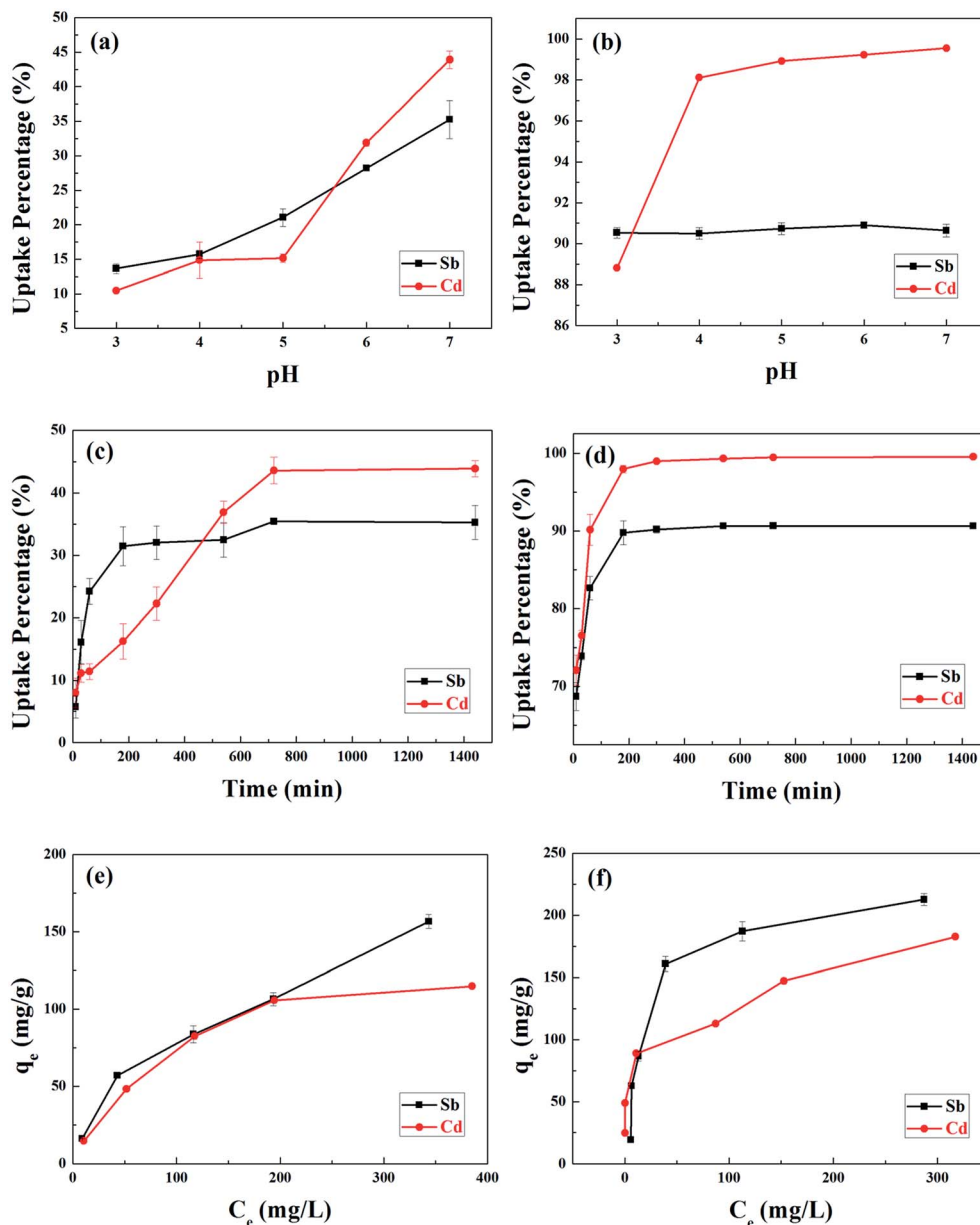 (a)
Uptake Percentage (%)
50
45
40
35
30
25
20
15
10
5
3 4 5 6 7
pH
Sb
Cd
(b)
Uptake Percentage (%)
100
98
96
94
92
90
88
86
3 4 5 6 7
pH
Sb
Cd
(c)
Uptake Percentage (%)
50
40
30
20
10
0
0 200 400 600 800 1000 1200 1400
Time (min)
Sb
Cd
(d)
Uptake Percentage (%)
100
90
80
70
0 200 400 600 800 1000 1200 1400
Time (min)
Sb
Cd
(e)
qe (mg/g)
200
150
100
50
0
0 100 200 300 400
Ce (mg/L)
Sb
Cd
(f)
qe (mg/g)
250
200
150
100
50
0
0 100 200 300
Ce (mg/L)
Sb
Cd